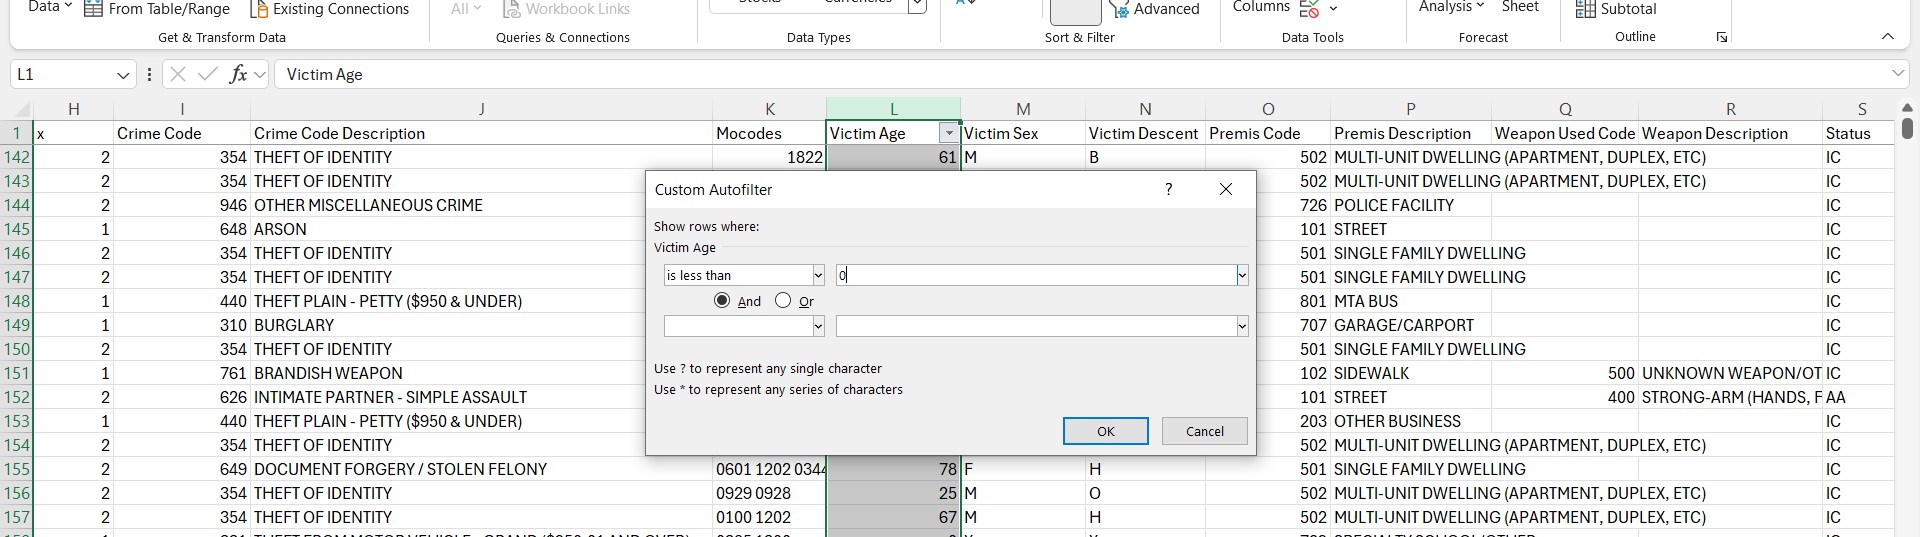 Data From Table/Range Existing Connections All Workbook Links Stocks Currencies Advanced Columns Analysis Sheet Subtotal
Get & Transform Data Queries & Connections Data Types Sort & Filter Data Tools Forecast Outline
L1 fx Victim Age
H I J K L M N O P Q R S
1 x Crime Code Crime Code Description Mocodes Victim Age Victim Sex Victim Descent Premis Code Premis Description Weapon Used Code Weapon Description Status
142 2 354 THEFT OF IDENTITY 1822 61 M B 502 MULTI-UNIT DWELLING (APARTMENT, DUPLEX, ETC) IC
143 2 354 THEFT OF IDENTITY 502 MULTI-UNIT DWELLING (APARTMENT, DUPLEX, ETC) IC
144 2 946 OTHER MISCELLANEOUS CRIME 726 POLICE FACILITY IC
145 1 648 ARSON 101 STREET IC
146 2 354 THEFT OF IDENTITY 501 SINGLE FAMILY DWELLING IC
147 2 354 THEFT OF IDENTITY 501 SINGLE FAMILY DWELLING IC
148 1 440 THEFT PLAIN - PETTY ($950 & UNDER) 801 MTA BUS IC
149 1 310 BURGLARY 707 GARAGE/CARPORT IC
150 2 354 THEFT OF IDENTITY 501 SINGLE FAMILY DWELLING IC
151 1 761 BRANDISH WEAPON 102 SIDEWALK 500 UNKNOWN WEAPON/OT IC
152 2 626 INTIMATE PARTNER - SIMPLE ASSAULT 101 STREET 400 STRONG-ARM (HANDS, F AA
153 1 440 THEFT PLAIN - PETTY ($950 & UNDER) 203 OTHER BUSINESS IC
154 2 354 THEFT OF IDENTITY 502 MULTI-UNIT DWELLING (APARTMENT, DUPLEX, ETC) IC
155 2 649 DOCUMENT FORGERY / STOLEN FELONY 0601 1202 0344 78 F H 501 SINGLE FAMILY DWELLING IC
156 2 354 THEFT OF IDENTITY 0929 0928 25 M O 502 MULTI-UNIT DWELLING (APARTMENT, DUPLEX, ETC) IC
157 2 354 THEFT OF IDENTITY 0100 1202 67 M H 502 MULTI-UNIT DWELLING (APARTMENT, DUPLEX, ETC) IC
Custom Autofilter ?
Show rows where:
Victim Age
is less than 0
And Or
Use ? to represent any single character
Use * to represent any series of characters
OK Cancel